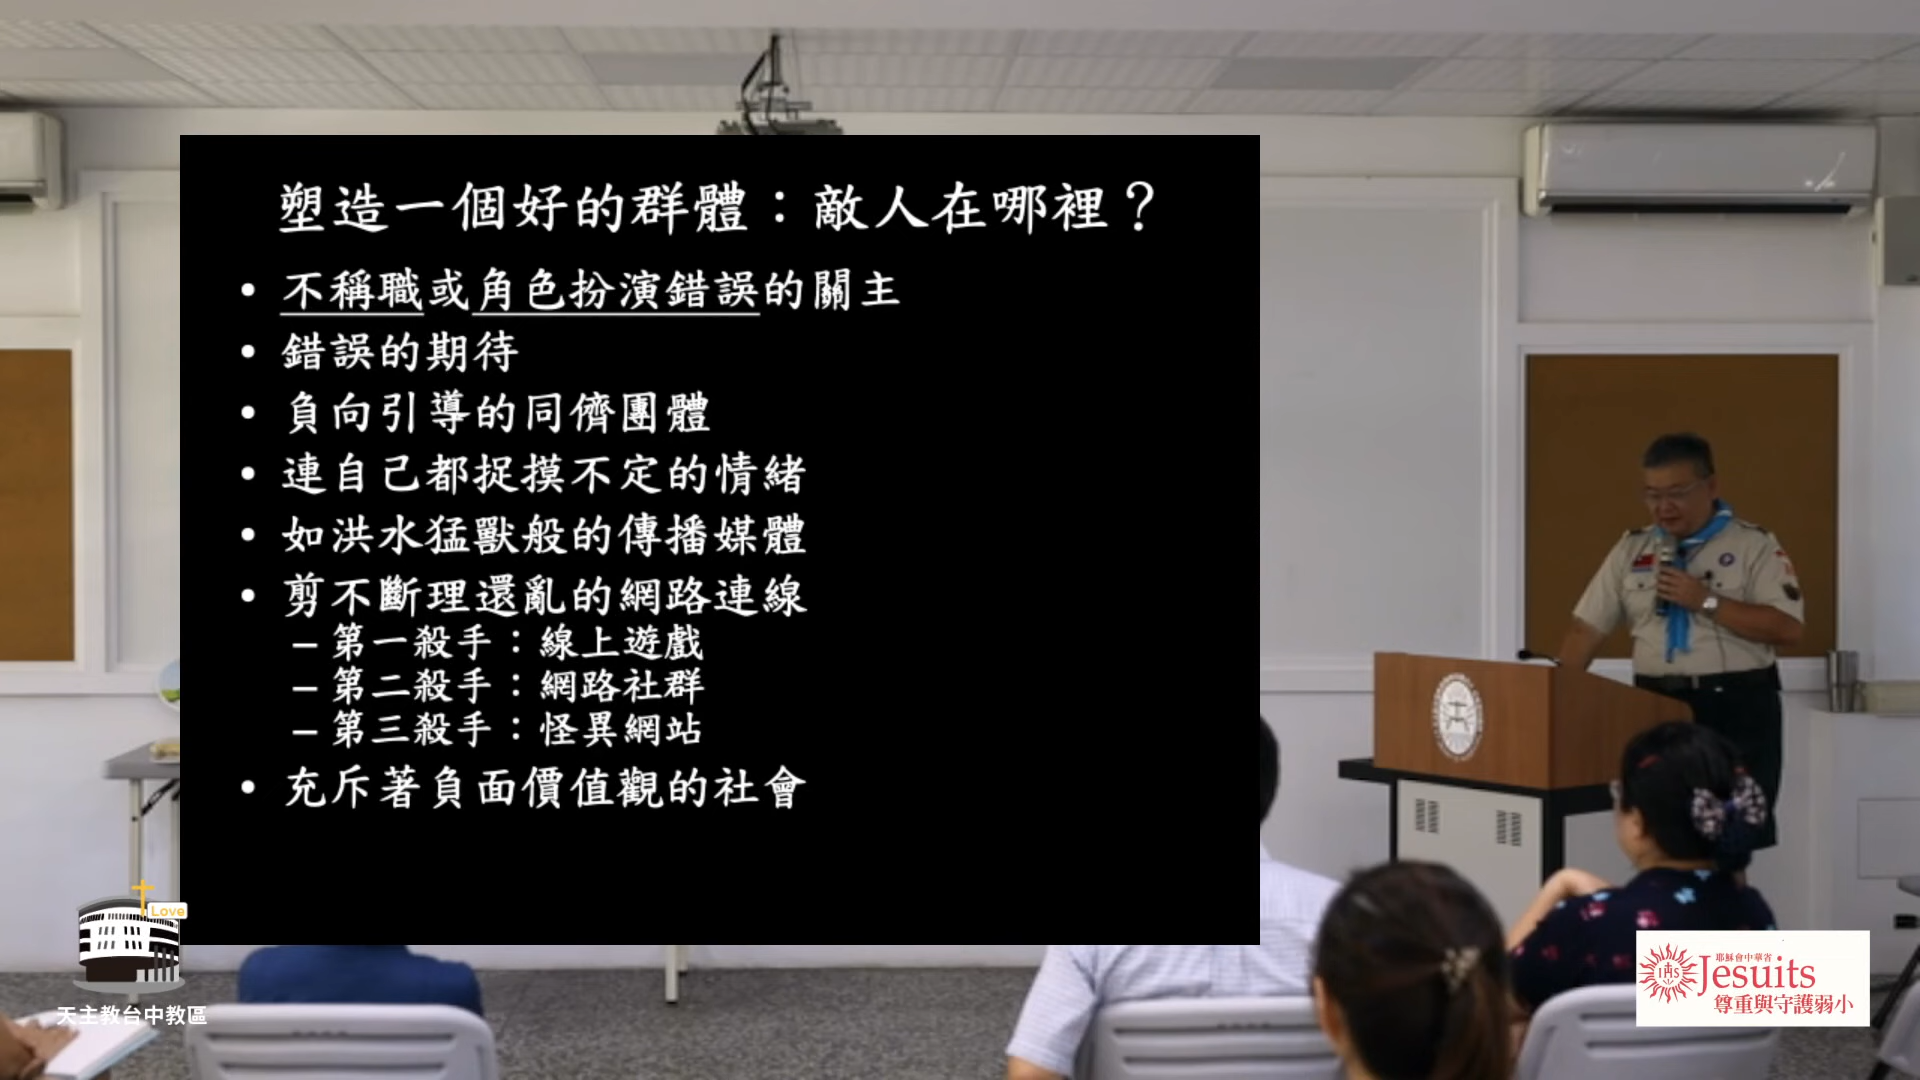 塑造一個好的群體：敵人在哪裡？
• 不稱職或角色扮演錯誤的關主
• 錯誤的期待
• 負向引導的同儕團體
• 連自己都捉摸不定的情緒
• 如洪水猛獸般的傳播媒體
• 剪不斷理還亂的網路連線
– 第一殺手：線上遊戲
– 第二殺手：網路社群
– 第三殺手：怪異網站
• 充斥著負面價值觀的社會
Love
天主教台中教區
IHS
耶穌會中華省
Jesuits
尊重與守護弱小